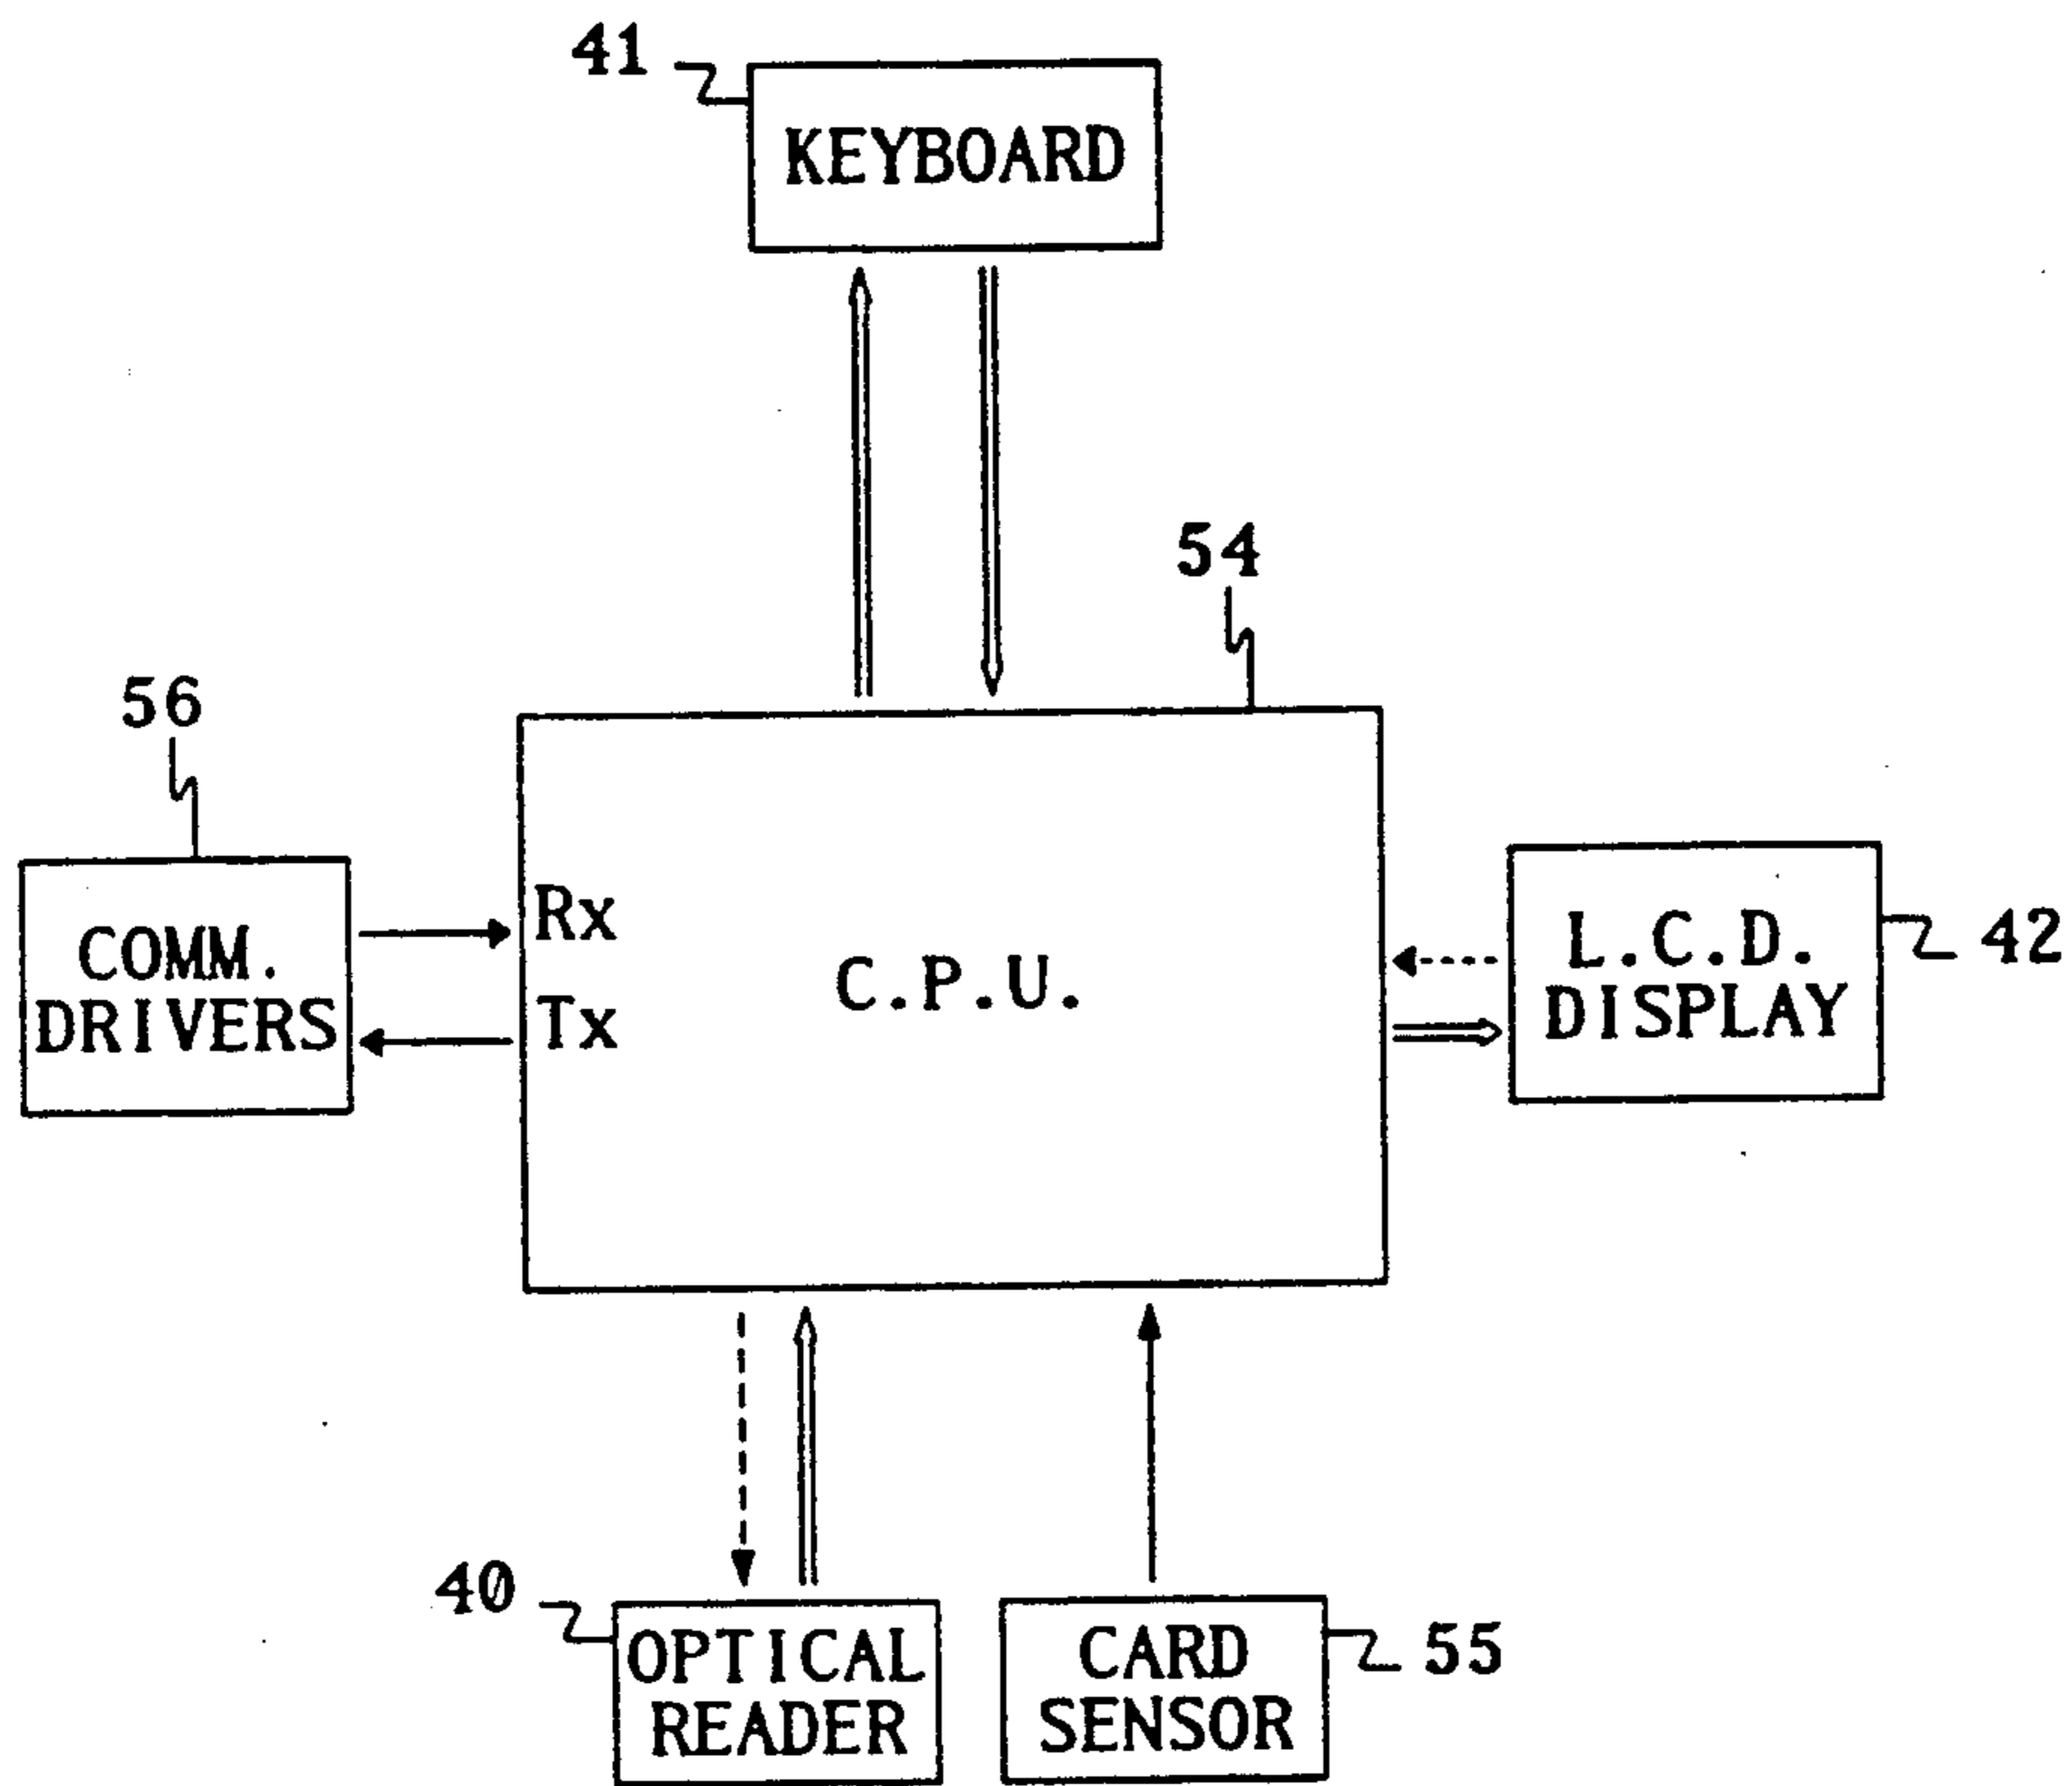 41
KEYBOARD
54
56
COMM.
DRIVERS
Rx
Tx
C.P.U.
L.C.D.
DISPLAY
42
40
OPTICAL
READER
CARD
SENSOR
55